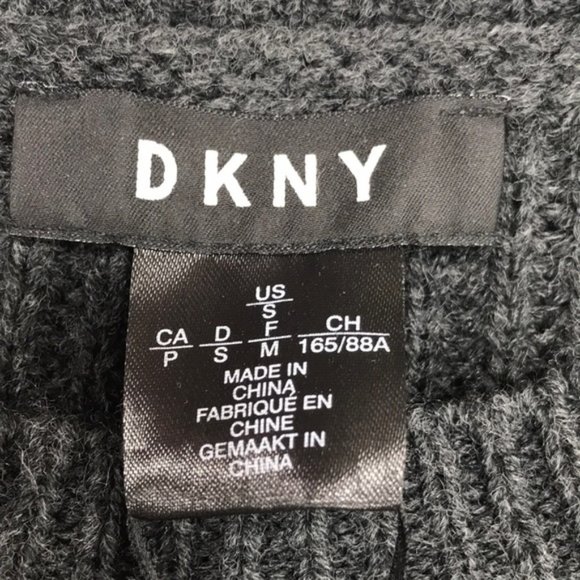 DKNY
US
S
CA D F CH
P S M 165/88A
MADE IN
CHINA
FABRIQUÉ EN
CHINE
GEMAAKT IN
CHINA